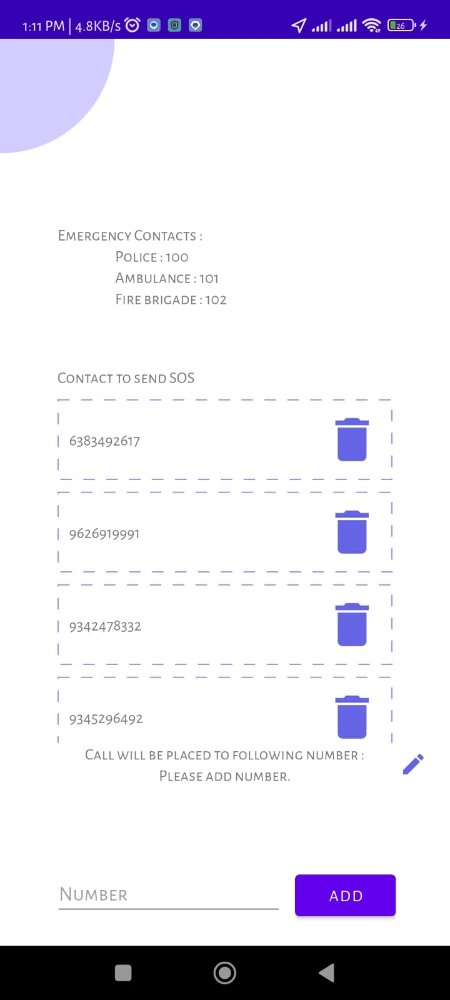 1:11 PM | 4.8KB/s
26
Emergency Contacts :
Police : 100
Ambulance : 101
Fire brigade : 102
Contact to send SOS
6383492617
9626919991
9342478332
9345296492
Call will be placed to following number :
Please add number.
Number
ADD